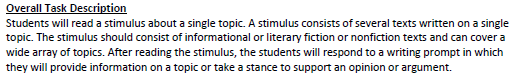 Overall Task Description
Students will read a stimulus about a single topic. A stimulus consists of several texts written on a single
topic. The stimulus should consist of informational or literary fiction or nonfiction texts and can cover a
wide array of topics. After reading the stimulus, the students will respond to a writing prompt in which
they will provide information on a topic or take a stance to support an opinion or argument.